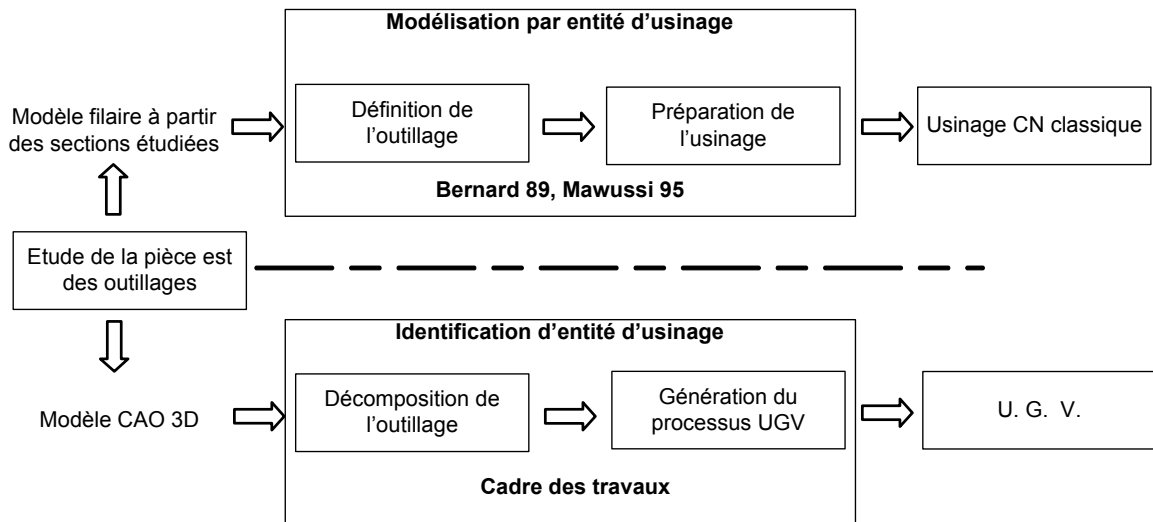 Modélisation par entité d'usinage
Modèle filaire à partir
des sections étudiées
Définition de
l'outillage
Préparation de
l'usinage
Usinage CN classique
Bernard 89, Mawussi 95
Etude de la pièce est
des outillages
Identification d'entité d'usinage
Modèle CAO 3D
Décomposition de
l'outillage
Génération du
processus UGV
U. G. V.
Cadre des travaux